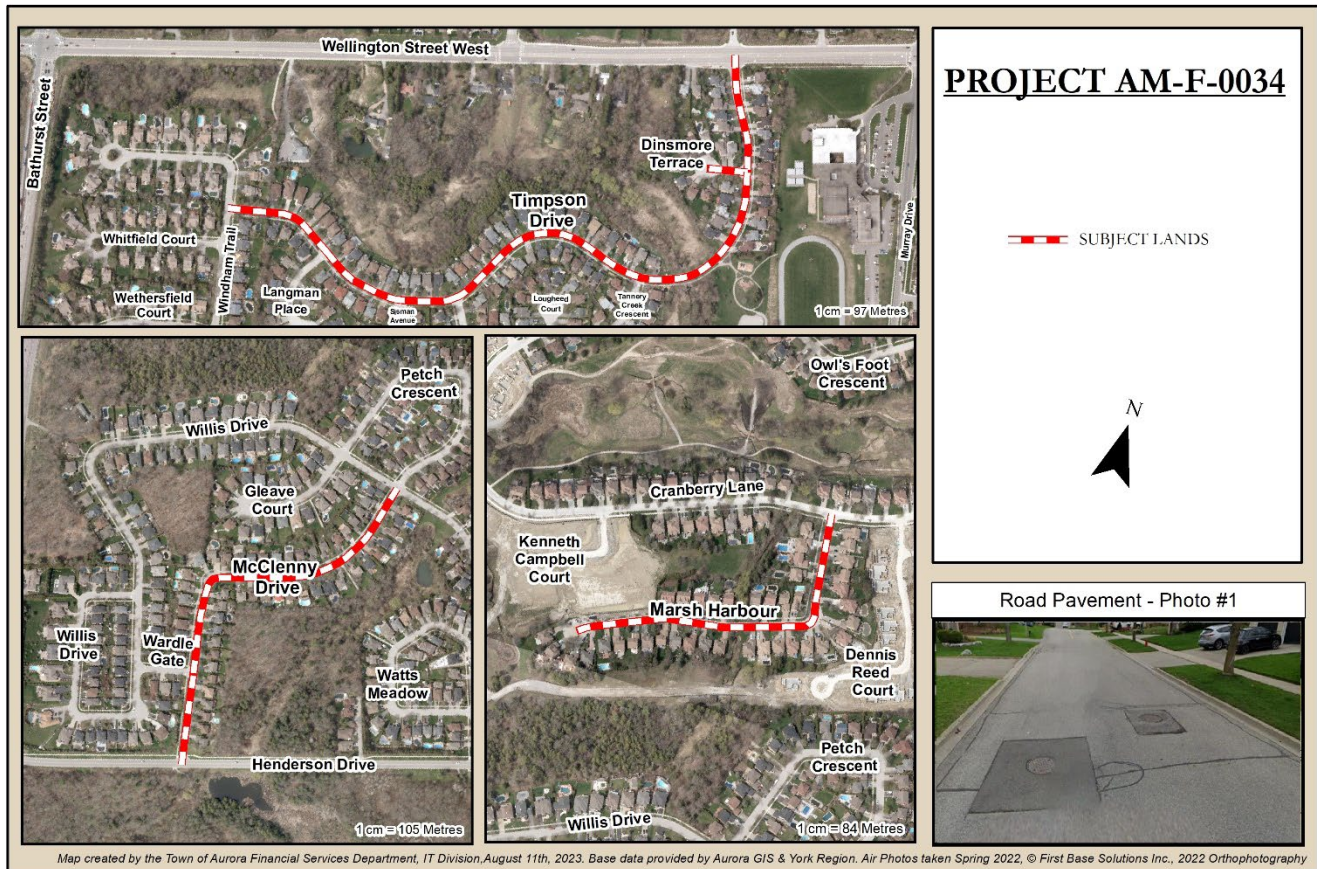 Wellington Street West
Bathurst Street
Dinsmore
Terrace
Timpson
Drive
Whitfield Court
Windham Trail
Murray Drive
Wethersfield
Court
Langman
Place
Sisman
Avenue
Lougheed
Court
Tannery
Creek
Crescent
1 cm = 97 Metres
PROJECT AM-F-0034
SUBJECT LANDS
N
Petch
Crescent
Willis Drive
Gleave
Court
McClenny
Drive
Willis
Drive
Wardle
Gate
Watts
Meadow
Henderson Drive
1 cm = 105 Metres
Owl's Foot
Crescent
Cranberry Lane
Kenneth
Campbell
Court
Marsh Harbour
Dennis
Reed
Court
Petch
Crescent
Willis Drive
1 cm = 84 Metres
Road Pavement - Photo #1
Map created by the Town of Aurora Financial Services Department, IT Division,August 11th, 2023. Base data provided by Aurora GIS & York Region. Air Photos taken Spring 2022, © First Base Solutions Inc., 2022 Orthophotography